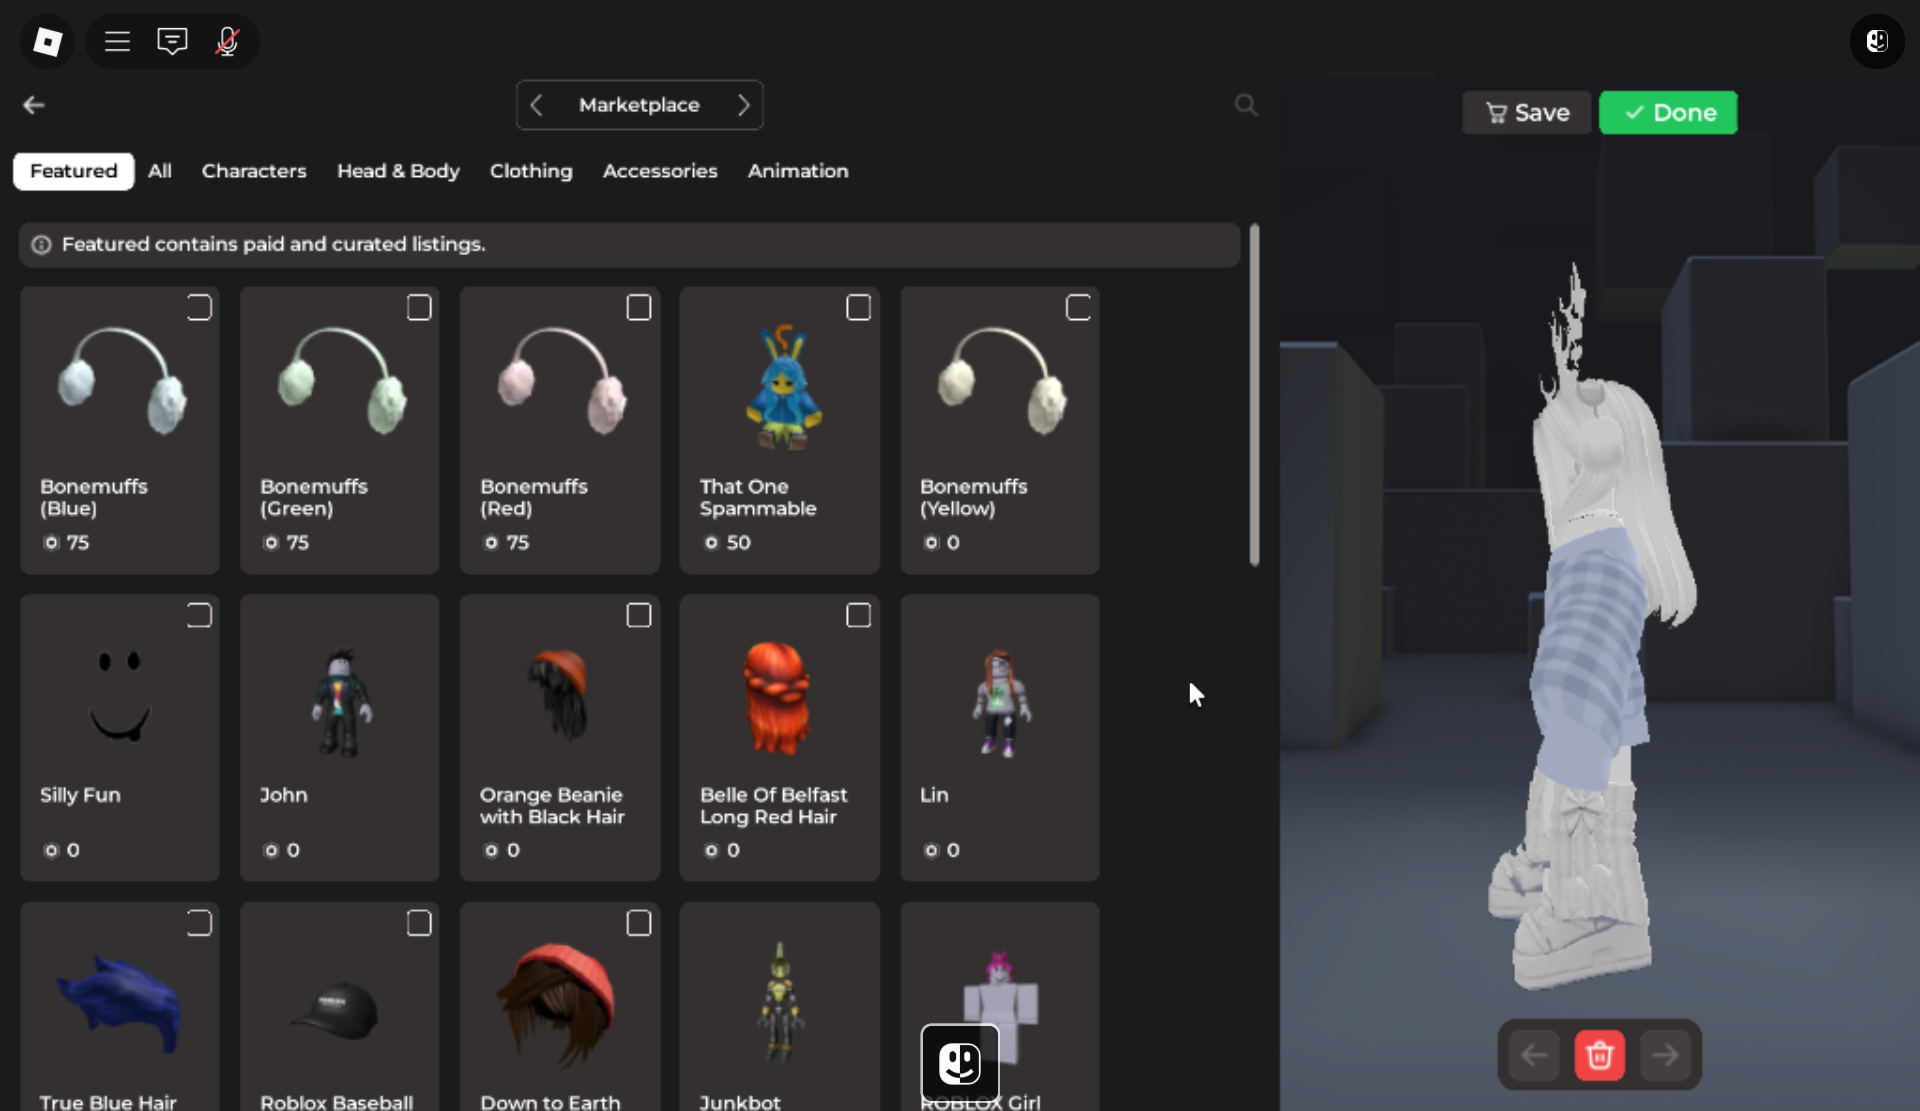 Marketplace
Save
Done
Featured
All
Characters
Head & Body
Clothing
Accessories
Animation
Featured contains paid and curated listings.
Bonemuffs
(Blue)
75
Bonemuffs
(Green)
75
Bonemuffs
(Red)
75
That One
Spammable
50
Bonemuffs
(Yellow)
0
Silly Fun
0
John
0
Orange Beanie
with Black Hair
0
Belle Of Belfast
Long Red Hair
0
Lin
0
True Blue Hair
Roblox Baseball
Down to Earth
Junkbot
ROBLOX Girl